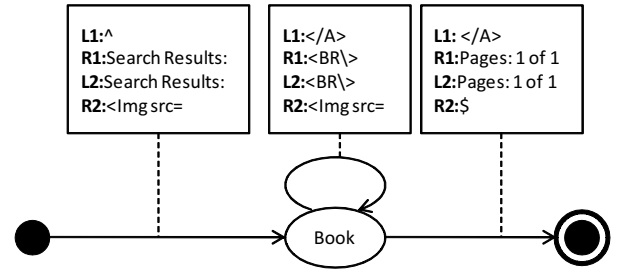 L1:^
R1:Search Results:
L2:Search Results:
R2:<Img src=
L1:</A>
R1:<BR\>
L2:<BR\>
R2:<Img src=
L1: </A>
R1:Pages: 1 of 1
L2:Pages: 1 of 1
R2:$
Book